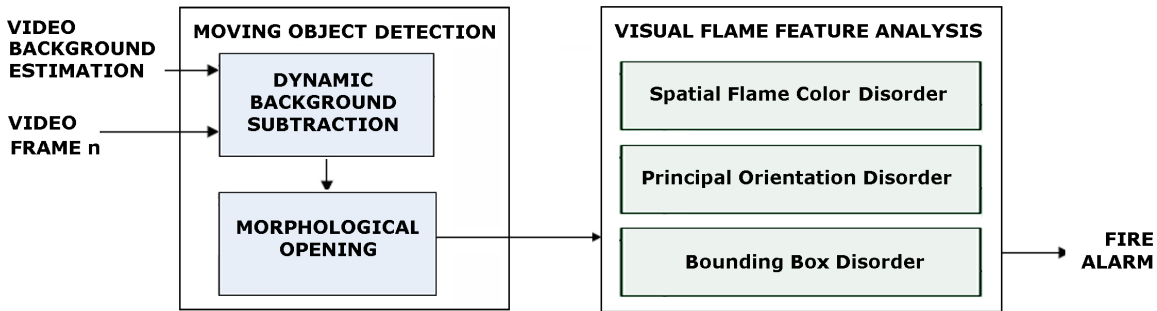 VIDEO
BACKGROUND
ESTIMATION
VIDEO
FRAME n
MOVING OBJECT DETECTION
DYNAMIC
BACKGROUND
SUBTRACTION
MORPHOLOGICAL
OPENING
VISUAL FLAME FEATURE ANALYSIS
Spatial Flame Color Disorder
Principal Orientation Disorder
Bounding Box Disorder
FIRE
ALARM